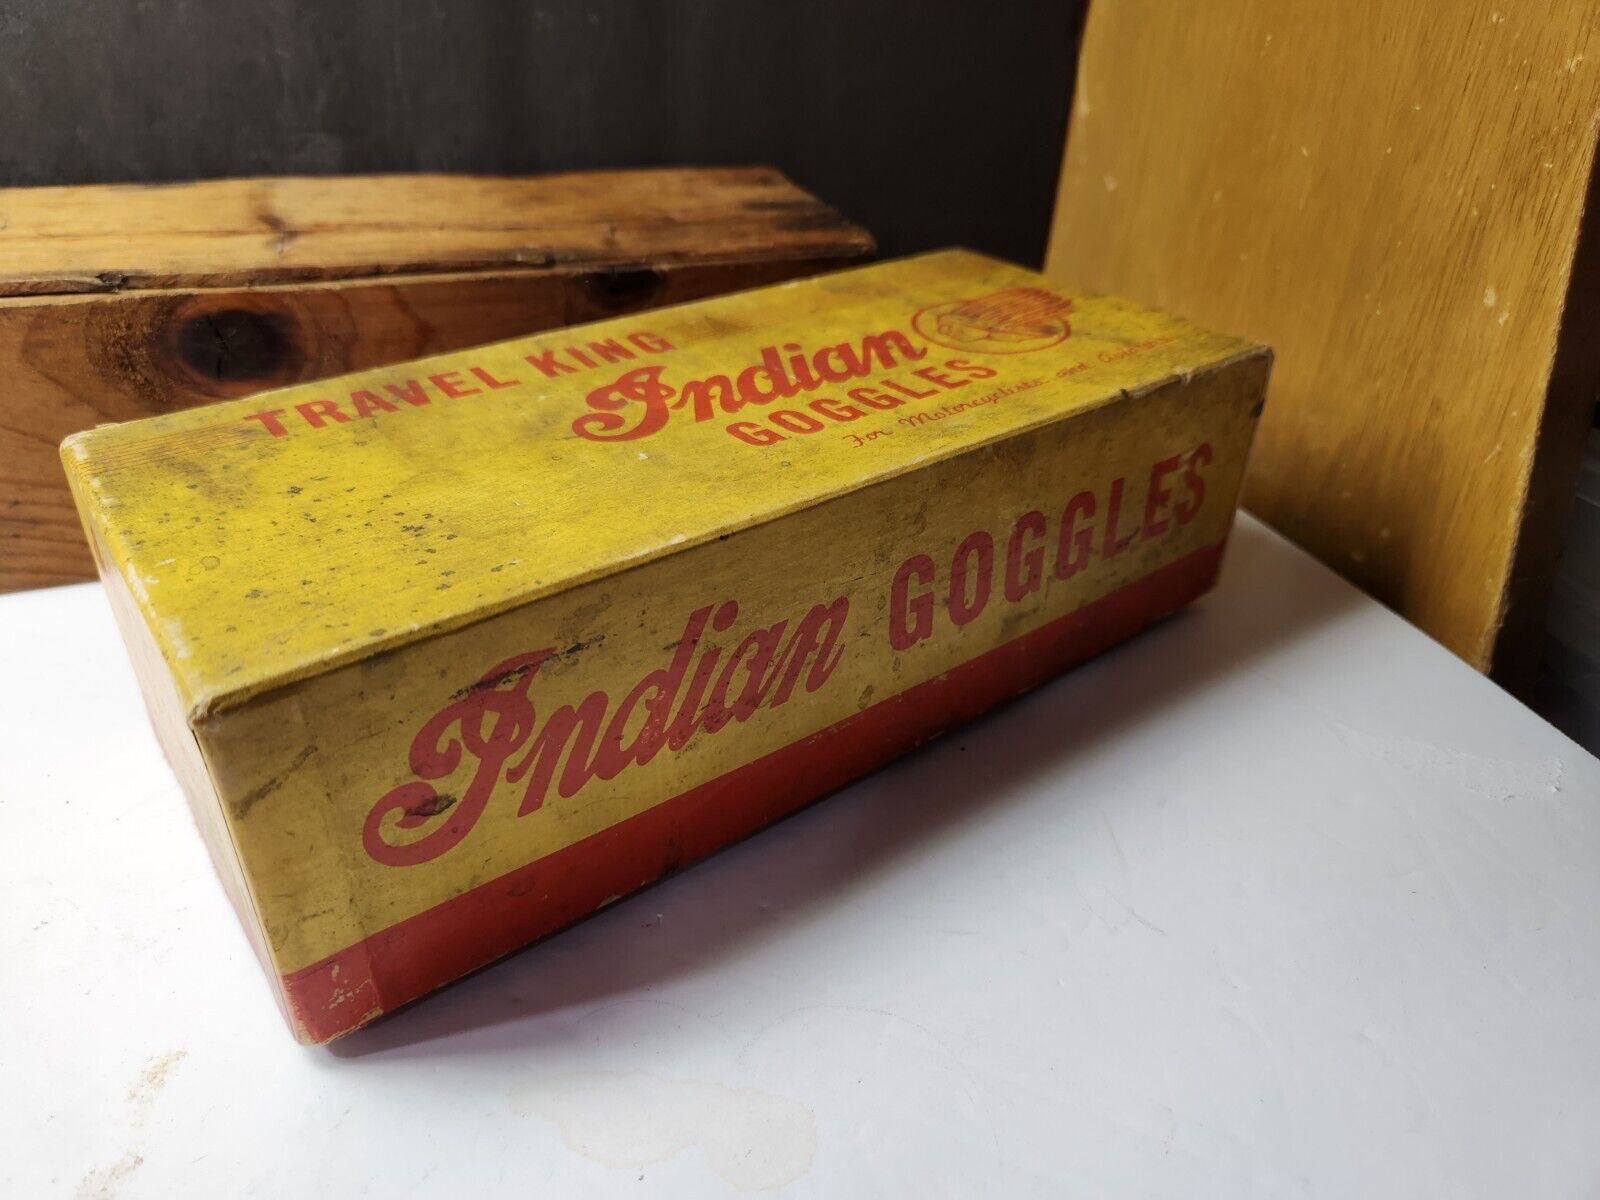 TRAVEL KING
Indian
GOGGLES
For Motorcyclists and Aviators
Indian GOGGLES